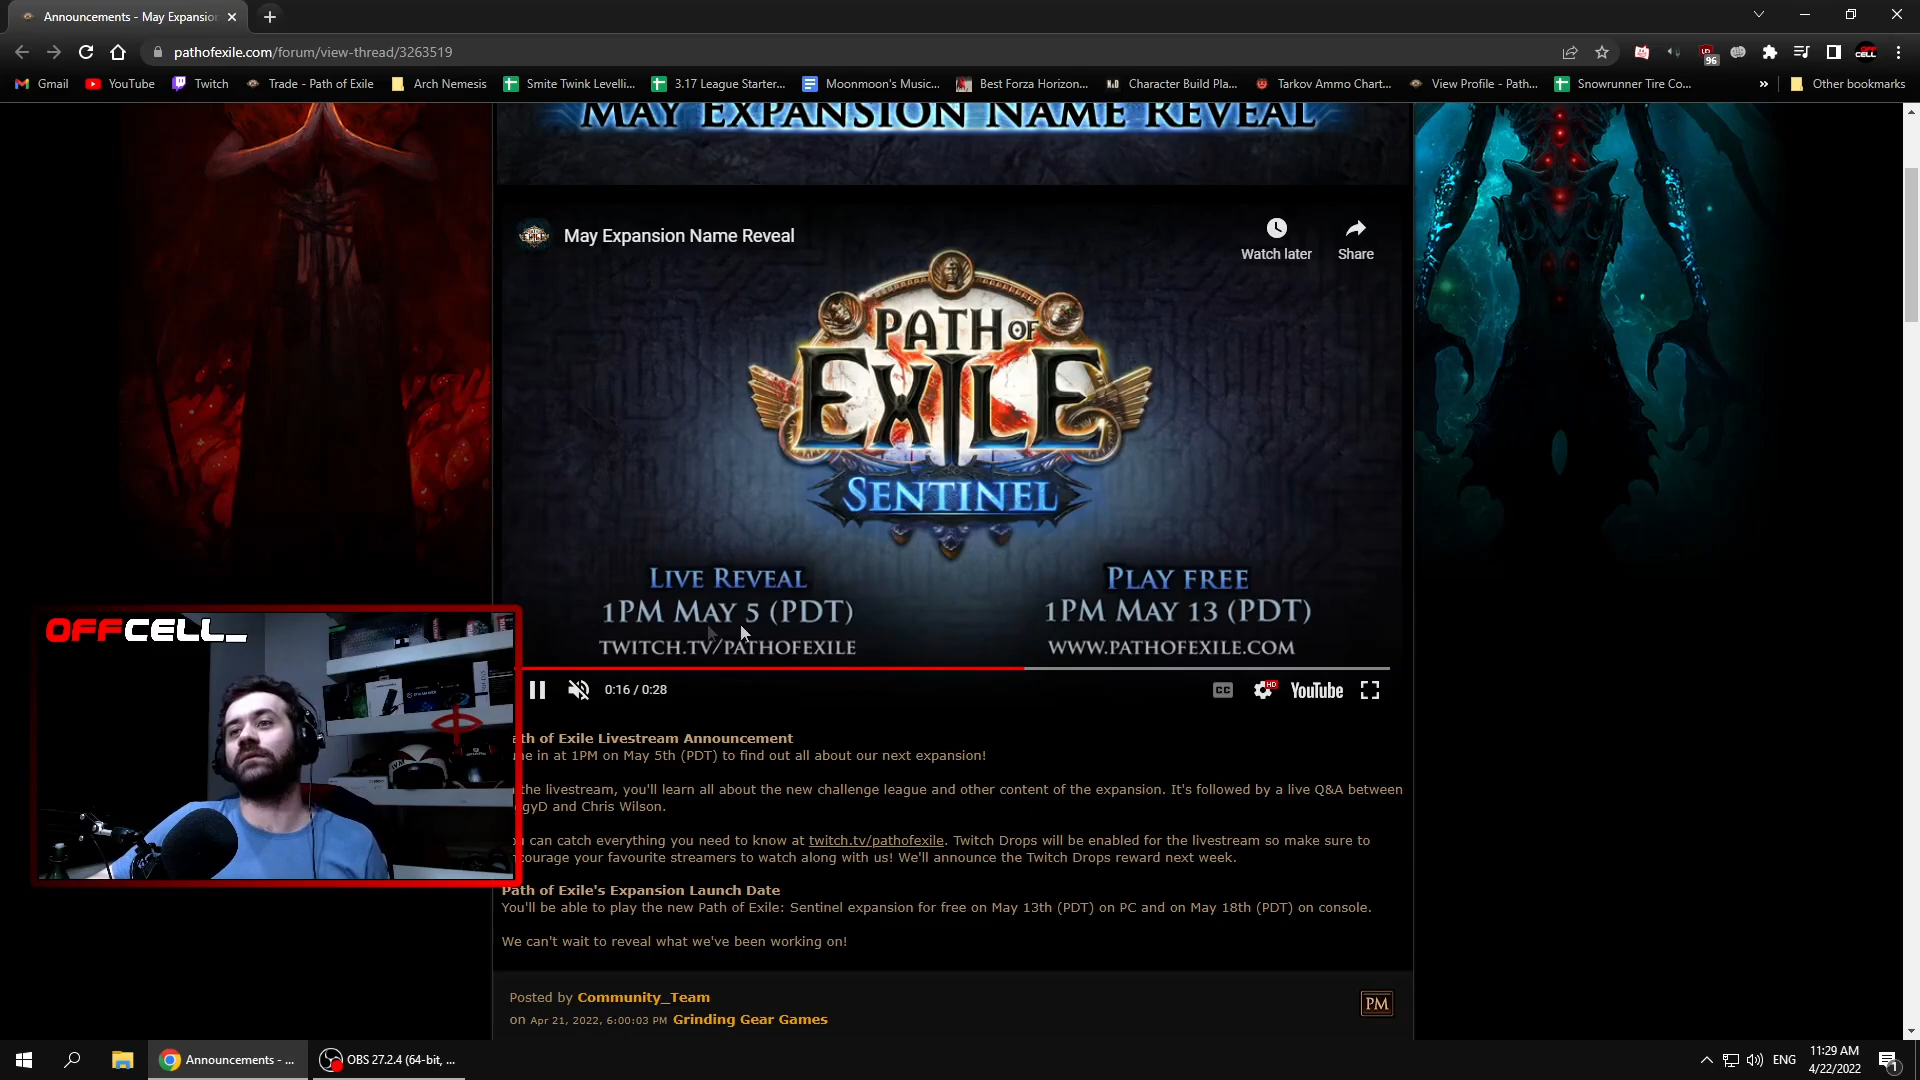 Announcements - May Expansion
pathofexile.com/forum/view-thread/3263519
96
OFF CELL
Gmail
YouTube
Twitch
Trade - Path of Exile
Arch Nemesis
Smite Twink Levelli...
3.17 League Starter...
Moonmoon's Music...
Best Forza Horizon...
Character Build Pla...
Tarkov Ammo Chart...
View Profile - Path...
Snowrunner Tire Co...
»
Other bookmarks
MAY EXPANSION NAME REVEAL
May Expansion Name Reveal
Watch later
Share
PATH OF
EXILE
SENTINEL
LIVE REVEAL
1PM MAY 5 (PDT)
TWITCH.TV/PATHOFEXILE
PLAY FREE
1PM MAY 13 (PDT)
WWW.PATHOFEXILE.COM
0:16 / 0:28
CC
HD
YouTube
OFFCELL_
th of Exile Livestream Announcement
ne in at 1PM on May 5th (PDT) to find out all about our next expansion!
the livestream, you'll learn all about the new challenge league and other content of the expansion. It's followed by a live Q&A between
gyD and Chris Wilson.
can catch everything you need to know at twitch.tv/pathofexile. Twitch Drops will be enabled for the livestream so make sure to
courage your favourite streamers to watch along with us! We'll announce the Twitch Drops reward next week.
Path of Exile's Expansion Launch Date
You'll be able to play the new Path of Exile: Sentinel expansion for free on May 13th (PDT) on PC and on May 18th (PDT) on console.
We can't wait to reveal what we've been working on!
Posted by Community_Team
on Apr 21, 2022, 6:00:03 PM Grinding Gear Games
PM
Announcements - ...
OBS 27.2.4 (64-bit, ...
ENG
11:29 AM
4/22/2022
1